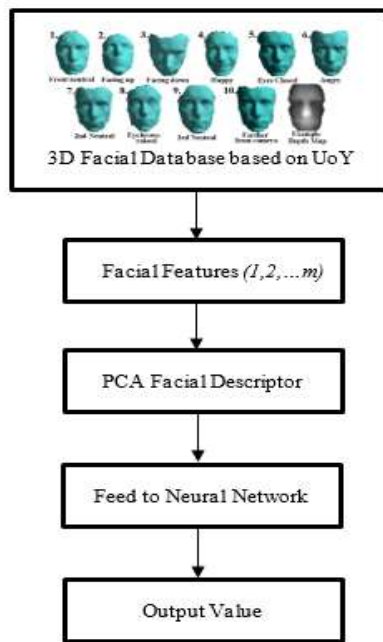 1. 2. 3. 4. 5. 6.
Front neutral Facing up Facing down Happy Eyes Closed Angry
7. 8. 9. 10.
2nd Neutral Eyebrows raised 3rd Neutral Further from camera Example Depth Map
3D Facial Database based on UoY
Facial Features (1,2,…m)
PCA Facial Descriptor
Feed to Neural Network
Output Value